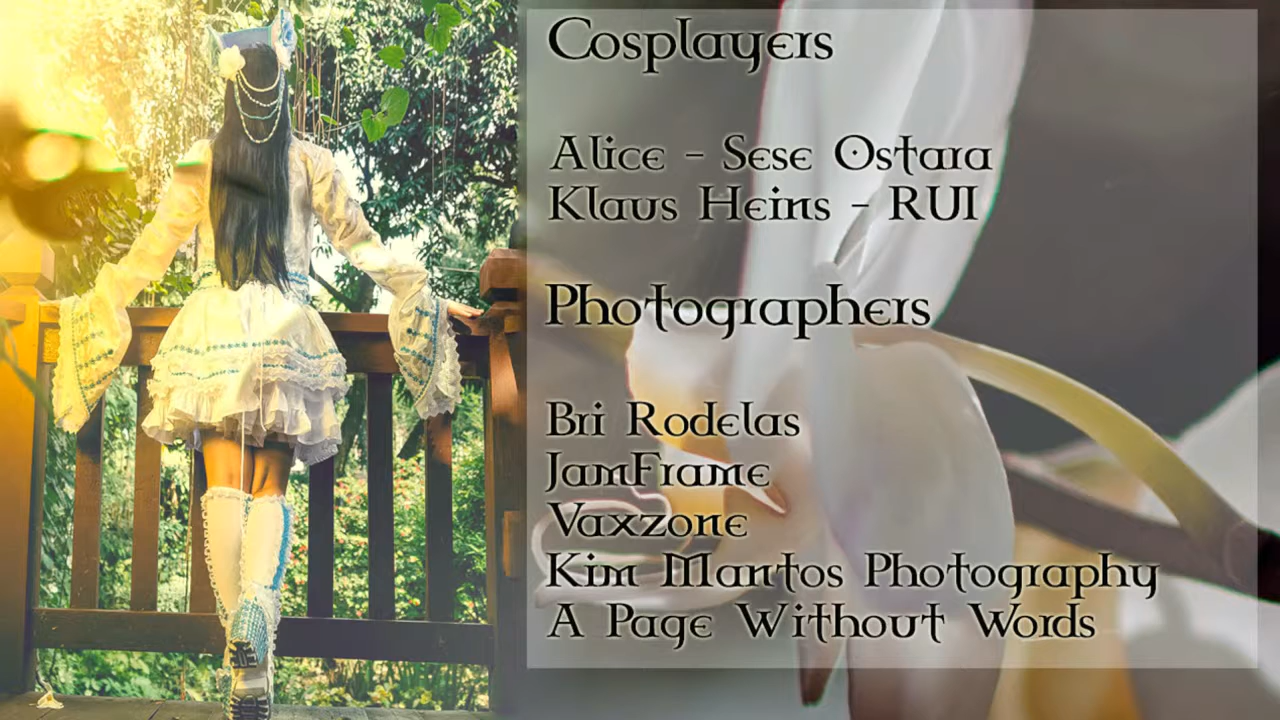 Cosplayers
Alice - Sese Ostara
Klaus Heins - RUI
Photographers
Bri Rodelas
JamFrame
Vaxzone
Kim Mantos Photography
A Page Without Words